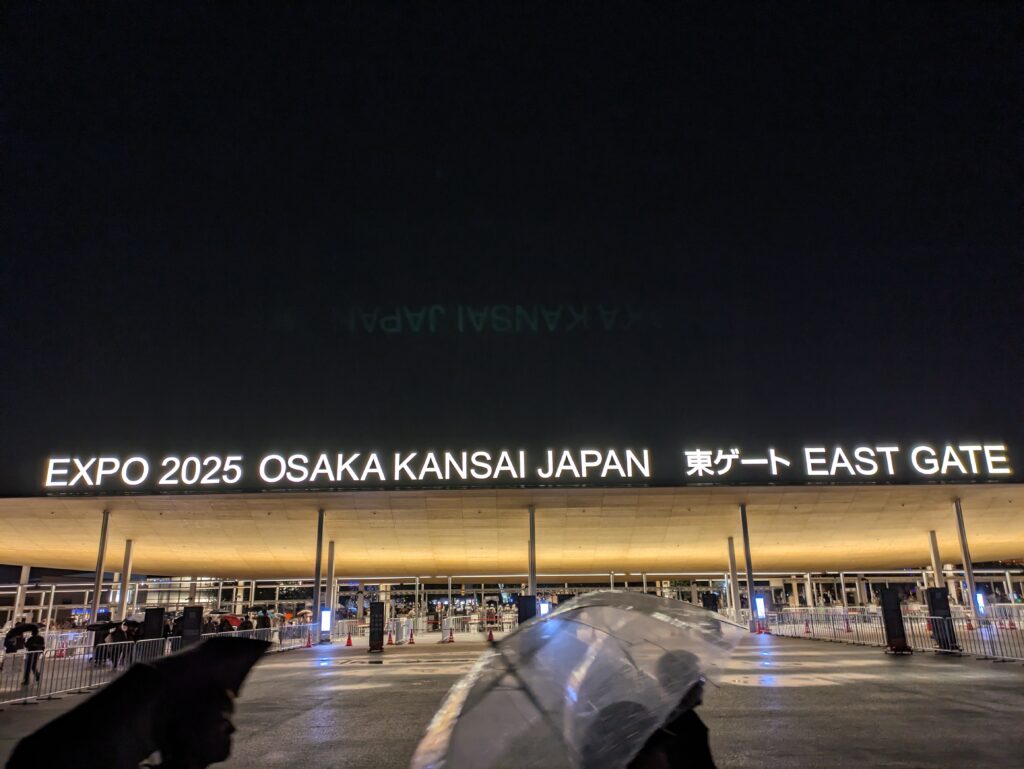 EXPO 2025 OSAKA KANSAI JAPAN 東ゲート EAST GATE